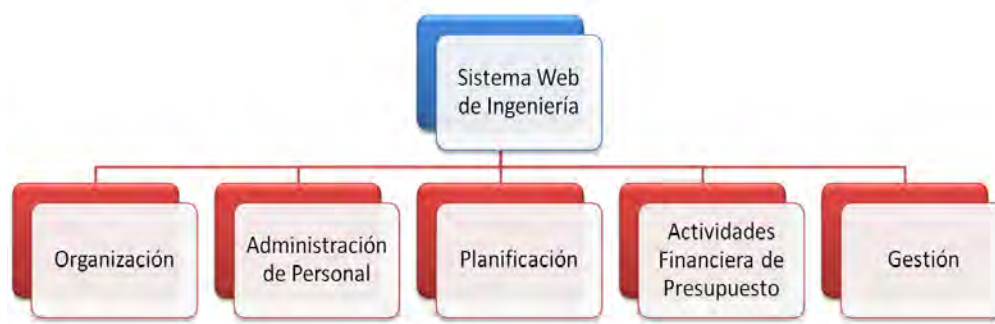 Sistema Web
de Ingeniería
Organización
Administración
de Personal
Planificación
Actividades
Financiera de
Presupuesto
Gestión